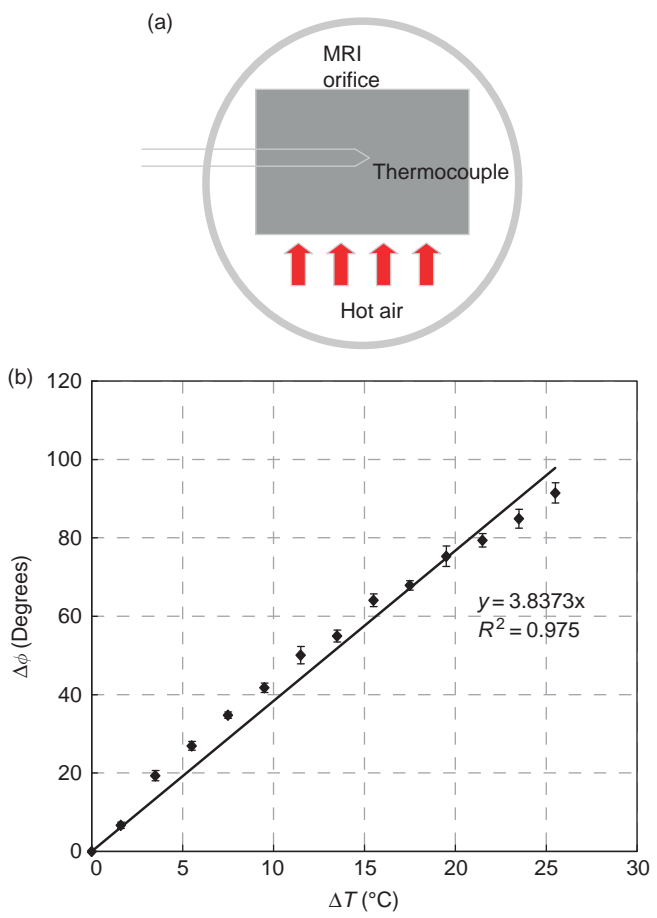 (a)
MRI
orifice
Thermocouple
Hot air
(b)
120
100
80
60
40
20
0
Δϕ (Degrees)
y = 3.8373x
R² = 0.975
0 5 10 15 20 25 30
ΔT (°C)